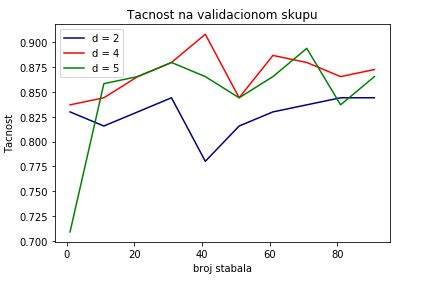 Tacnost na validacionom skupu
d = 2
d = 4
d = 5
0.900
0.875
0.850
0.825
0.800
0.775
0.750
0.725
0.700
Tacnost
0 20 40 60 80
broj stabala